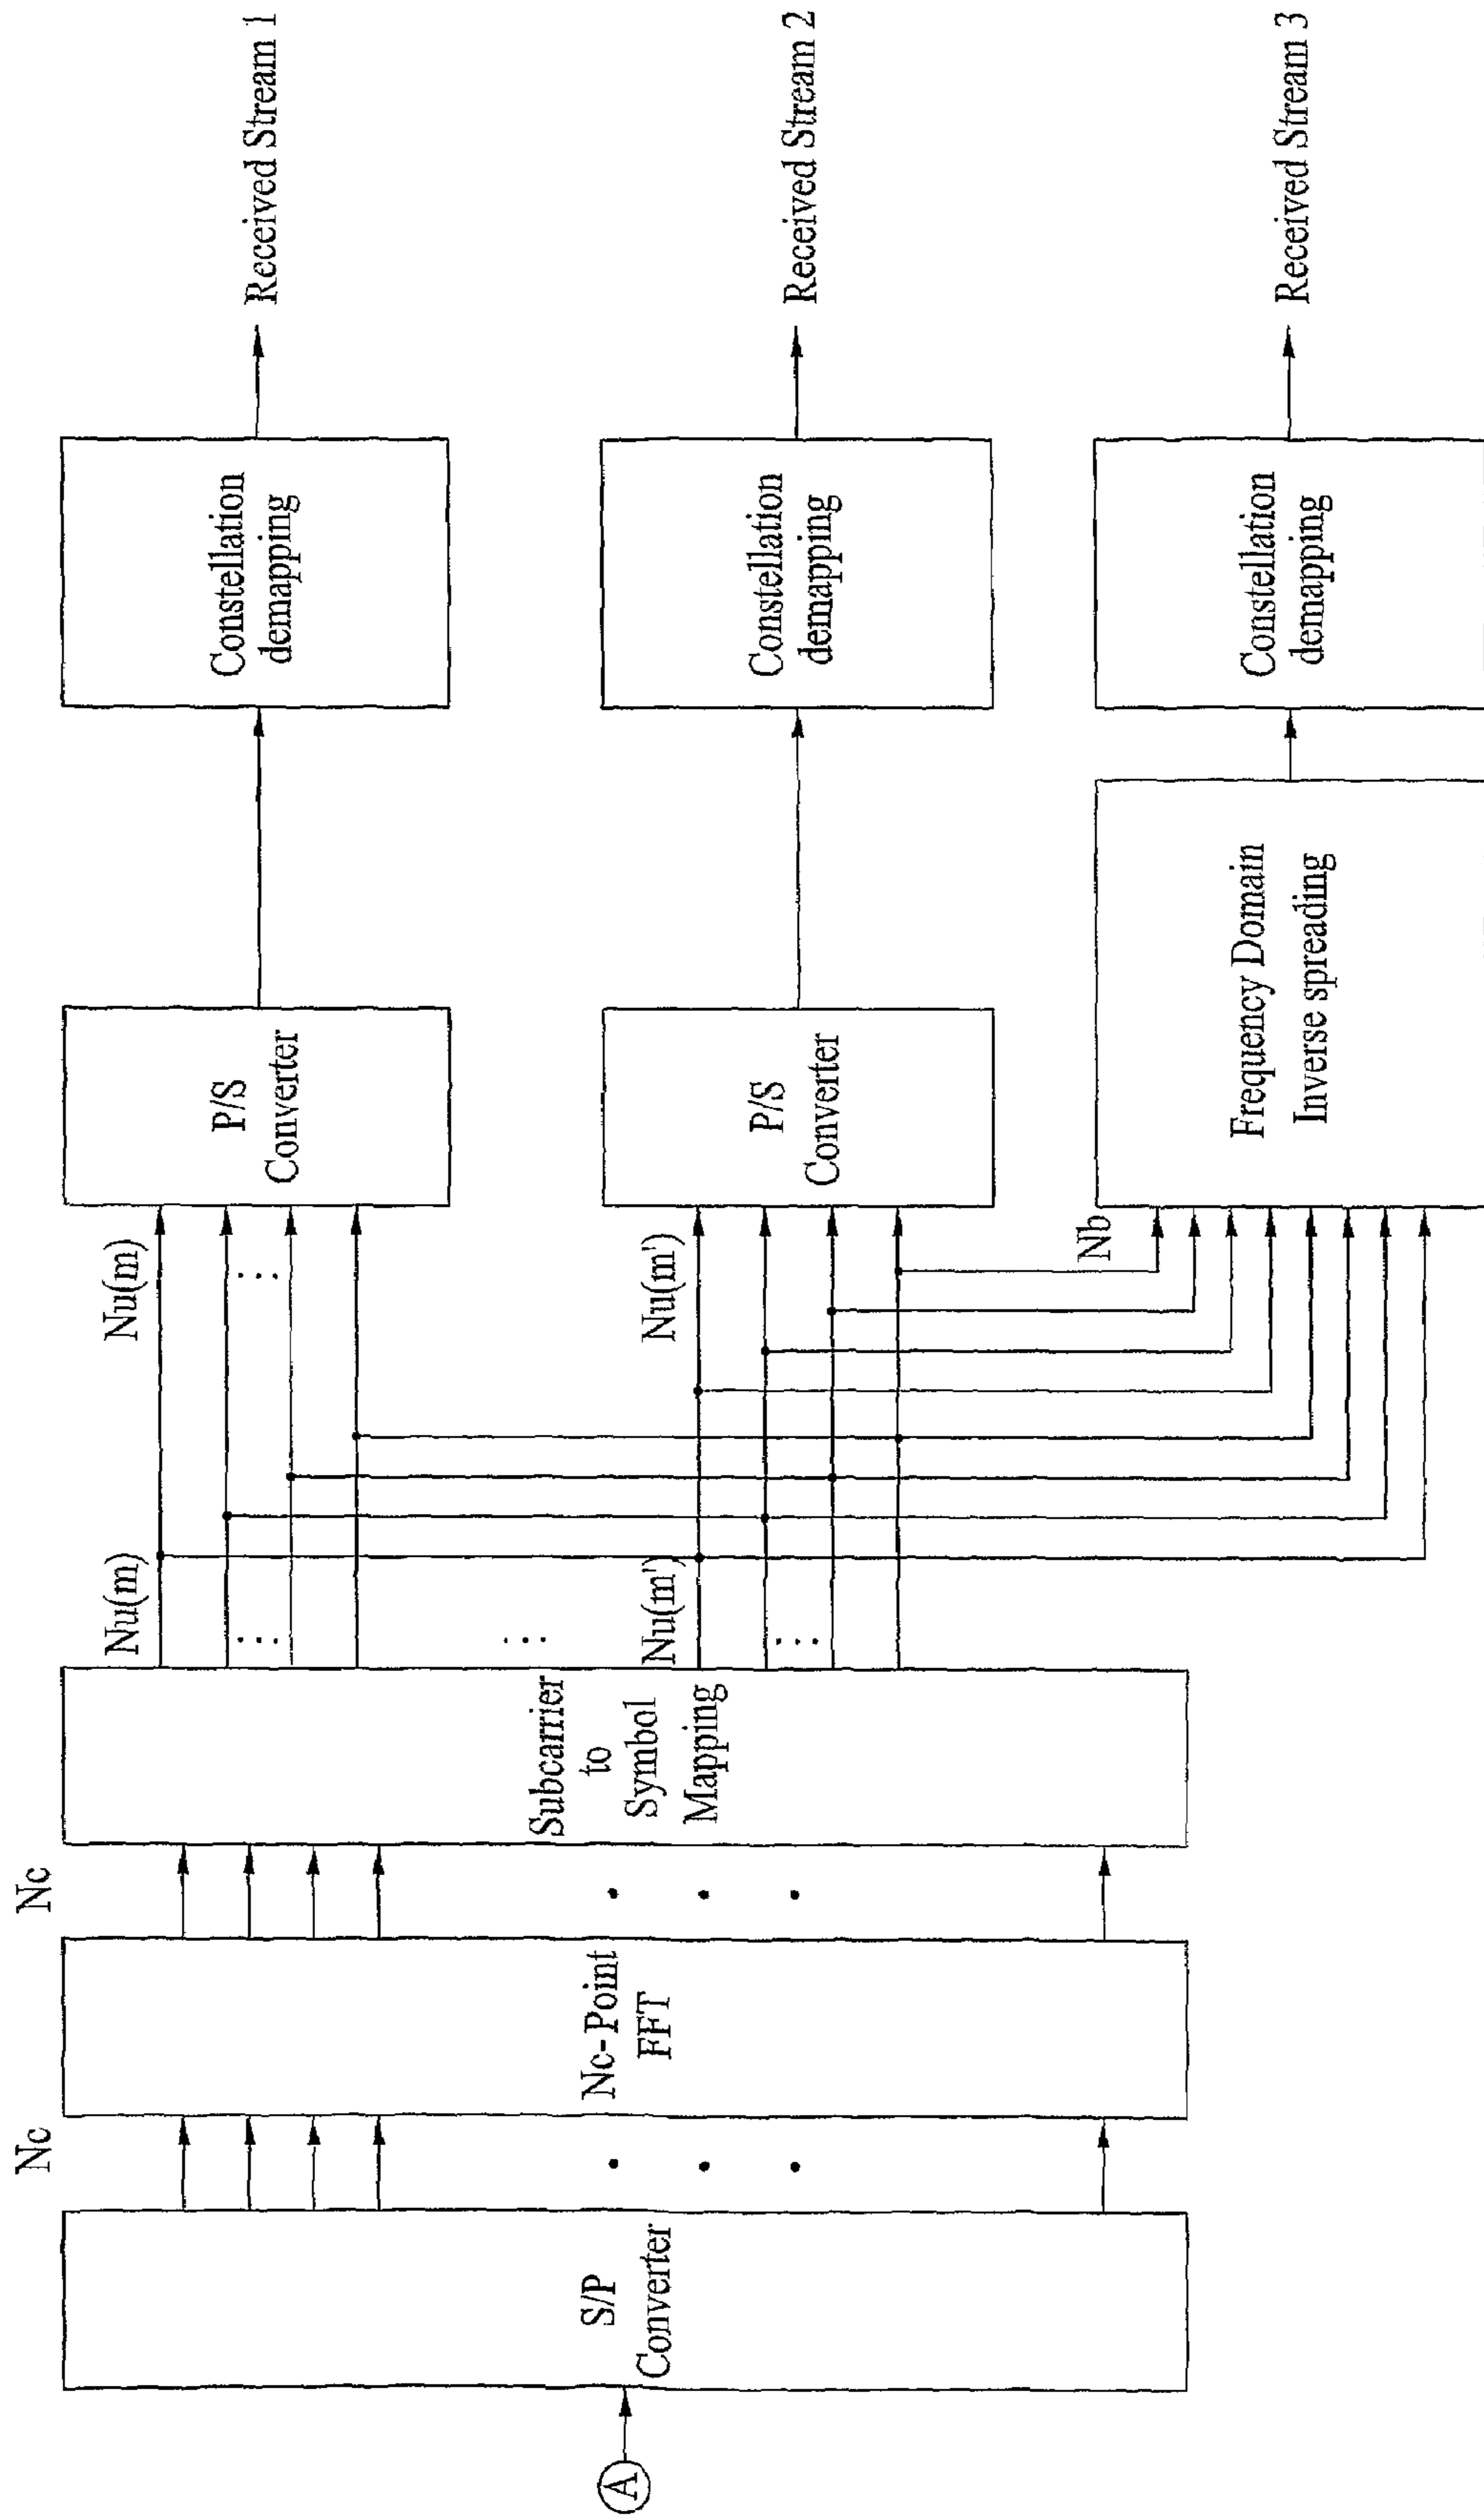 A
S/P
Converter
Nc
Nc-Point
FFT
Nc
Subcarrier
to
Symbol
Mapping
Nu(m)
Nu(m)
...
...
...
Nu(m')
Nu(m')
...
Nb
P/S
Converter
P/S
Converter
Frequency Domain
Inverse spreading
Constellation
demapping
Constellation
demapping
Constellation
demapping
Received Stream 1
Received Stream 2
Received Stream 3